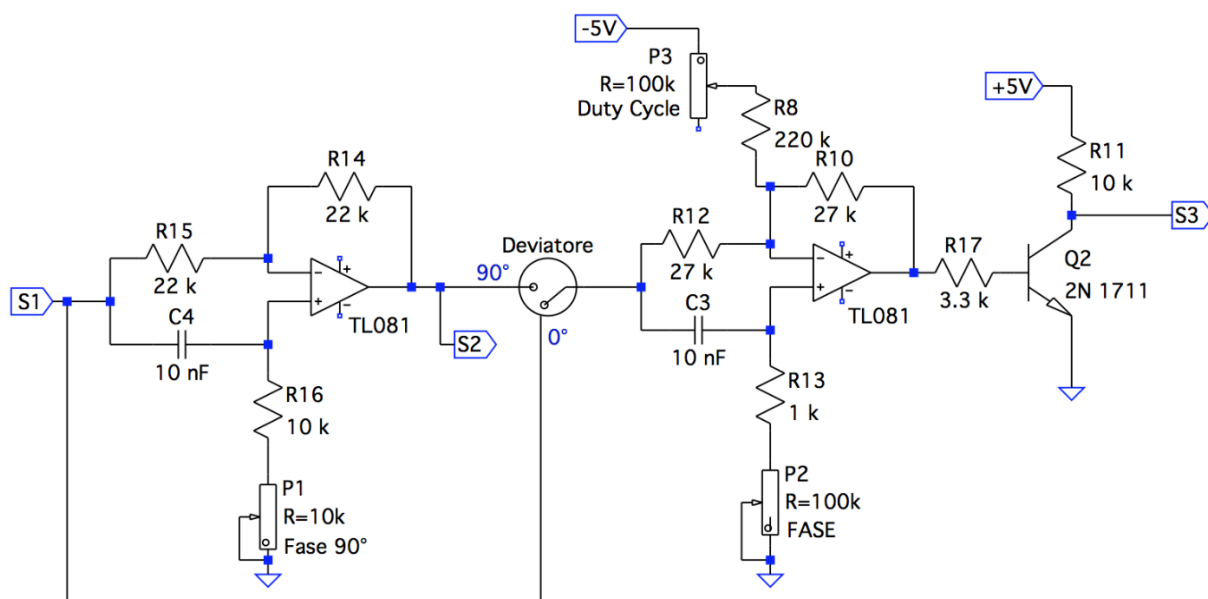 -5V
P3
R=100k
Duty Cycle
R8
220 k
+5V
R11
10 k
S3
R14
22 k
R10
27 k
R15
22 k
R12
27 k
Deviatore
90°
0°
R17
3.3 k
Q2
2N 1711
S1
−
+
+
−
TL081
S2
−
+
+
−
TL081
C4
10 nF
C3
10 nF
R16
10 k
R13
1 k
P1
R=10k
Fase 90°
P2
R=100k
FASE